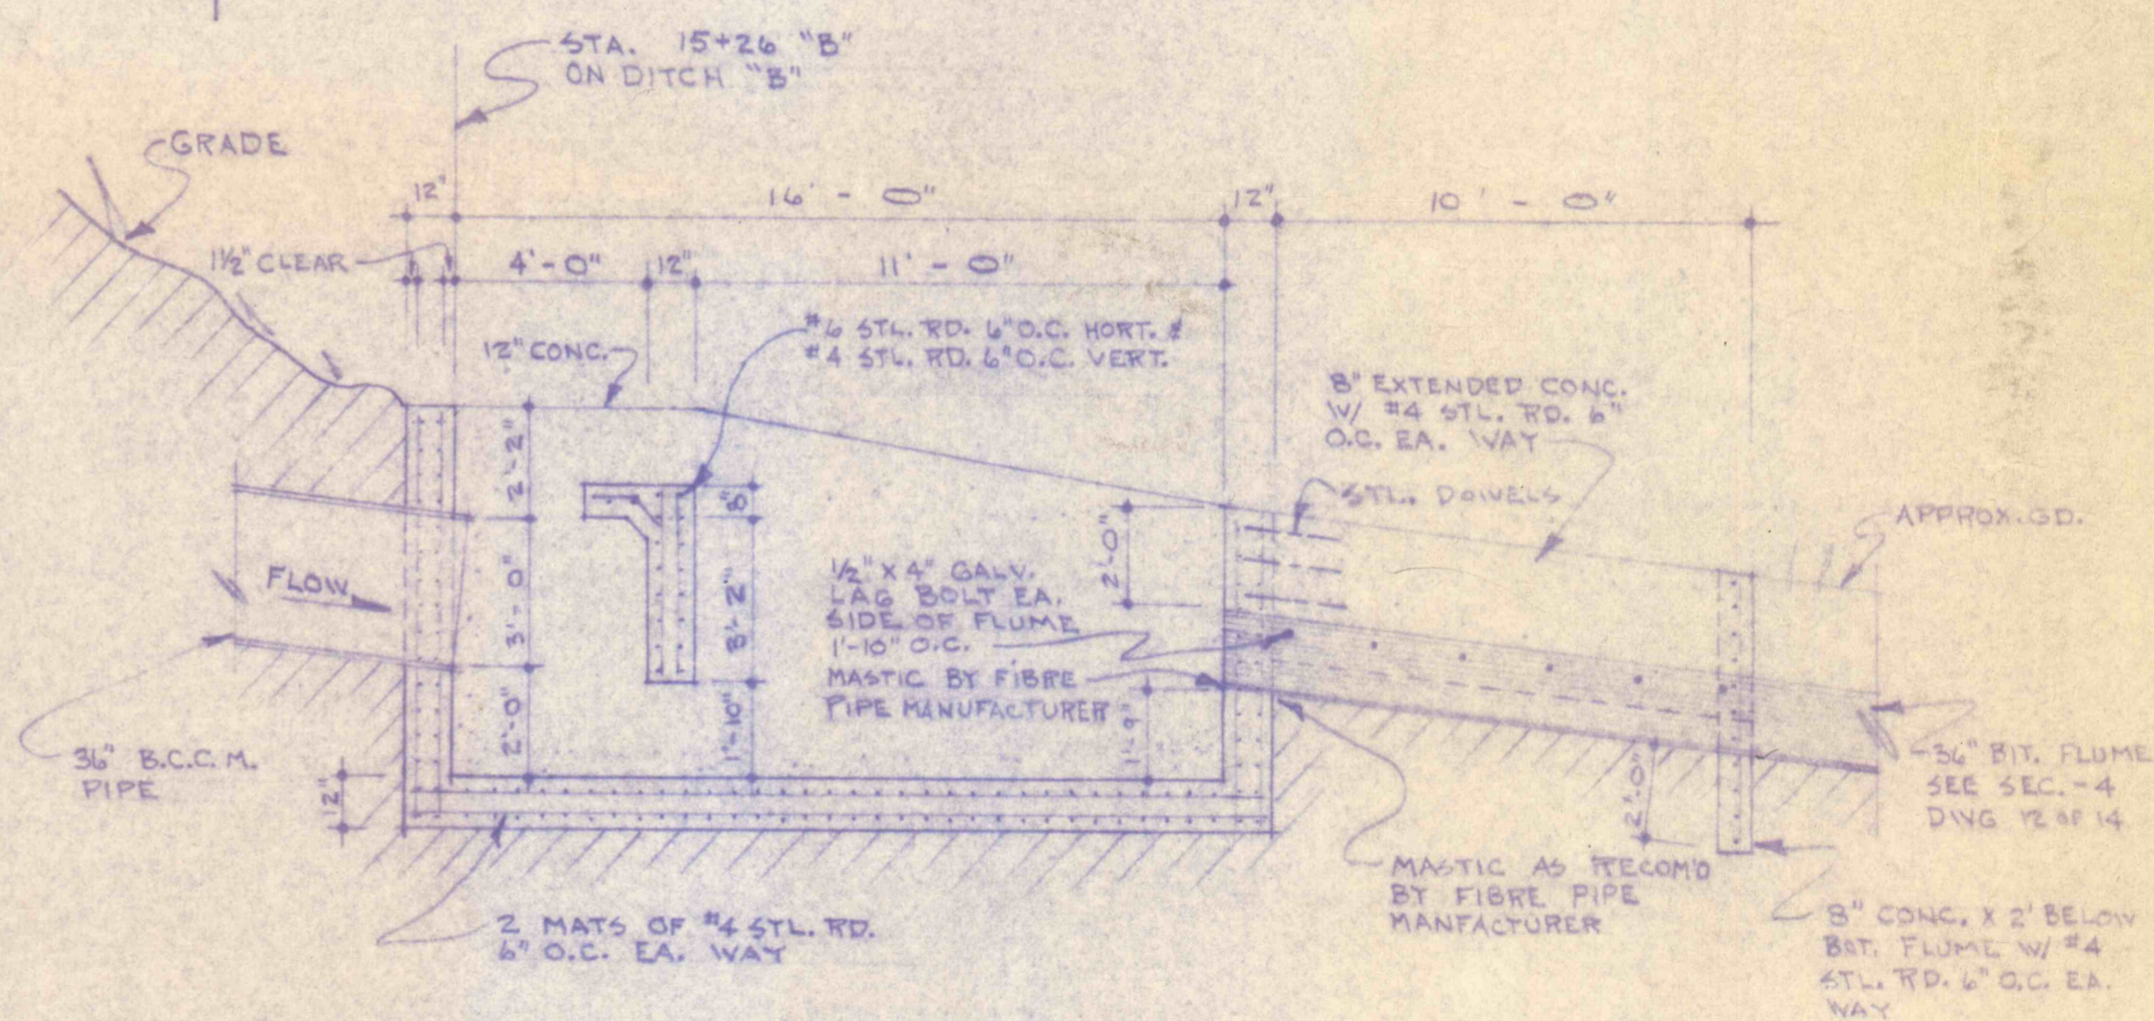 STA. 15+26 "B"
ON DITCH "B"
GRADE
12"
16' - 0"
12"
10' - 0"
1½" CLEAR
4'-0"
12"
11' - 0"
12" CONC.
#6 STL. RD. 6" O.C. HORT. &
#4 STL. RD. 6" O.C. VERT.
8" EXTENDED CONC.
W/ #4 STL. RD. 6"
O.C. EA. WAY
STL. DOWELS
APPROX. GD.
2'-2"
8"
2'-0"
FLOW
3'-0"
3'-2"
½" X 4" GALV.
LAG BOLT EA.
SIDE OF FLUME
1'-10" O.C.
MASTIC BY FIBRE
PIPE MANUFACTURER
2'-0"
1'-10"
1'-9"
36" B.C.C.M.
PIPE
12"
36" BIT. FLUME
SEE SEC. - 4
DWG 12 OF 14
2'-0"
2 MATS OF #4 STL. RD.
6" O.C. EA. WAY
MASTIC AS RECOM'D
BY FIBRE PIPE
MANFACTURER
8" CONC. X 2' BELOW
BOT. FLUME W/ #4
STL. RD. 6" O.C. EA.
WAY